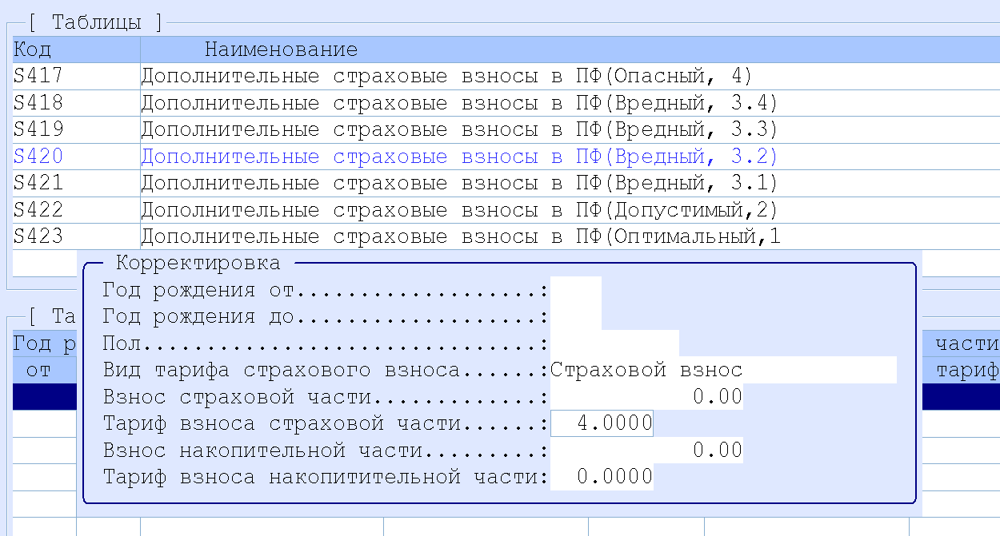 [ Таблицы ]
Код Наименование
S417 Дополнительные страховые взносы в ПФ(Опасный, 4)
S418 Дополнительные страховые взносы в ПФ(Вредный, 3.4)
S419 Дополнительные страховые взносы в ПФ(Вредный, 3.3)
S420 Дополнительные страховые взносы в ПФ(Вредный, 3.2)
S421 Дополнительные страховые взносы в ПФ(Вредный, 3.1)
S422 Дополнительные страховые взносы в ПФ(Допустимый,2)
S423 Дополнительные страховые взносы в ПФ(Оптимальный,1
Корректировка
Год рождения от...................:
Год рождения до...................:
[ Та
Год р Пол...............................: части
от Вид тарифа страхового взноса......:Страховой взнос тариф
Взнос страховой части.............: 0.00
Тариф взноса страховой части......: 4.0000
Взнос накопительной части.........: 0.00
Тариф взноса накопитительной части: 0.0000